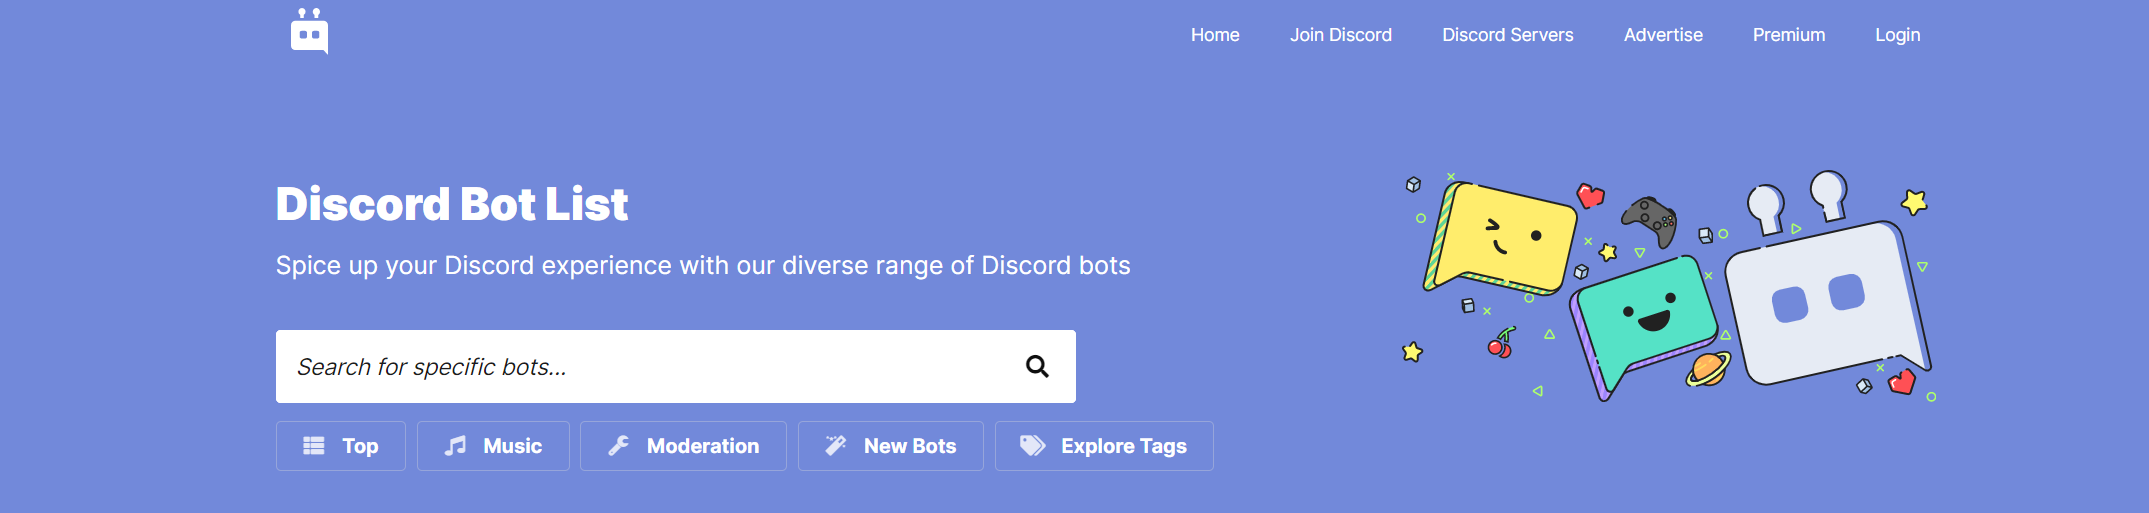 Home Join Discord Discord Servers Advertise Premium Login
Discord Bot List
Spice up your Discord experience with our diverse range of Discord bots
Search for specific bots...
Top Music Moderation New Bots Explore Tags